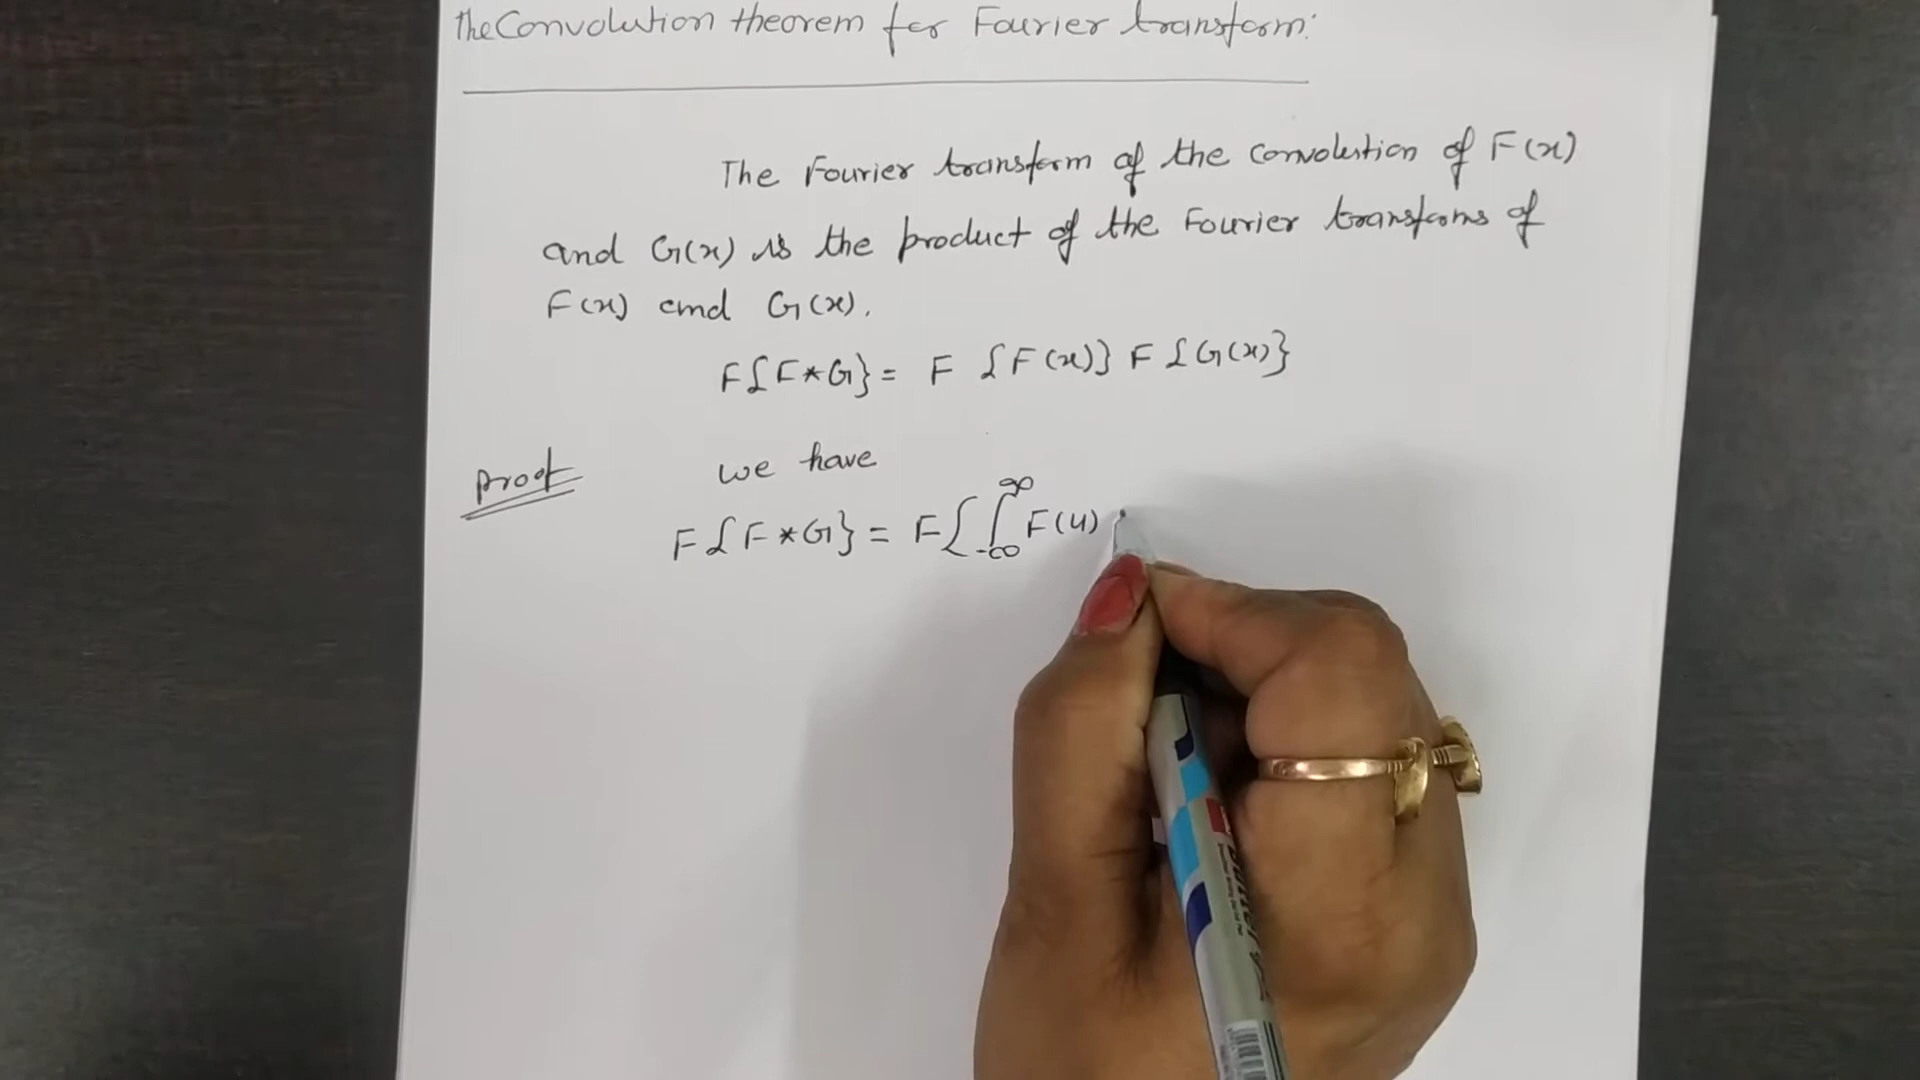 The Convolution theorem for Fourier transform:
The Fourier transform of the convolution of F(x)
and G(x) is the product of the Fourier transfoms of
F(x) and G(x).
F{F*G} = F {F(x)} F {G(x)}
Proof
we have
F{F*G} = F{∫_{-∞}^{∞} F(u)